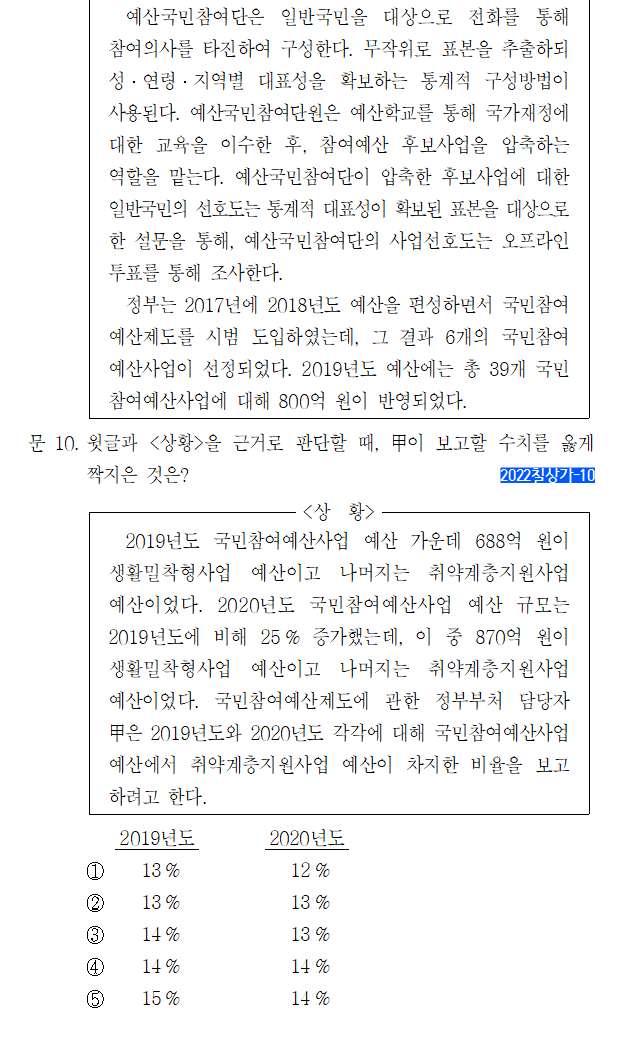 예산국민참여단은 일반국민을 대상으로 전화를 통해
참여의사를 타진하여 구성한다. 무작위로 표본을 추출하되
성·연령·지역별 대표성을 확보하는 통계적 구성방법이
사용된다. 예산국민참여단원은 예산학교를 통해 국가재정에
대한 교육을 이수한 후, 참여예산 후보사업을 압축하는
역할을 맡는다. 예산국민참여단이 압축한 후보사업에 대한
일반국민의 선호도는 통계적 대표성이 확보된 표본을 대상으로
한 설문을 통해, 예산국민참여단의 사업선호도는 오프라인
투표를 통해 조사한다.
정부는 2017년에 2018년도 예산을 편성하면서 국민참여
예산제도를 시범 도입하였는데, 그 결과 6개의 국민참여
예산사업이 선정되었다. 2019년도 예산에는 총 39개 국민
참여예산사업에 대해 800억 원이 반영되었다.
문 10. 윗글과 <상황>을 근거로 판단할 때, 甲이 보고할 수치를 옳게
짝지은 것은? 2022칠상가-10
<상 황>
2019년도 국민참여예산사업 예산 가운데 688억 원이
생활밀착형사업 예산이고 나머지는 취약계층지원사업
예산이었다. 2020년도 국민참여예산사업 예산 규모는
2019년도에 비해 25% 증가했는데, 이 중 870억 원이
생활밀착형사업 예산이고 나머지는 취약계층지원사업
예산이었다. 국민참여예산제도에 관한 정부부처 담당자
甲은 2019년도와 2020년도 각각에 대해 국민참여예산사업
예산에서 취약계층지원사업 예산이 차지한 비율을 보고
하려고 한다.
2019년도 2020년도
① 13% 12%
② 13% 13%
③ 14% 13%
④ 14% 14%
⑤ 15% 14%